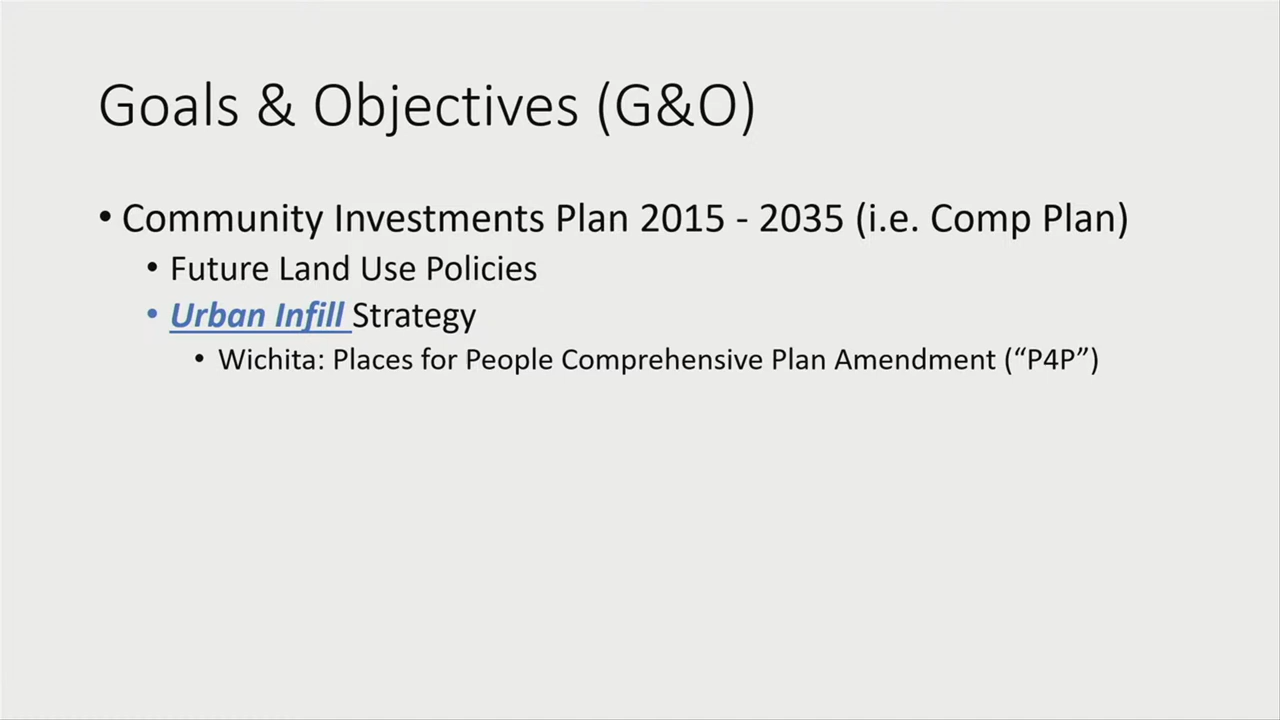 Goals & Objectives (G&O)
• Community Investments Plan 2015 - 2035 (i.e. Comp Plan)
• Future Land Use Policies
• Urban Infill Strategy
• Wichita: Places for People Comprehensive Plan Amendment (“P4P”)